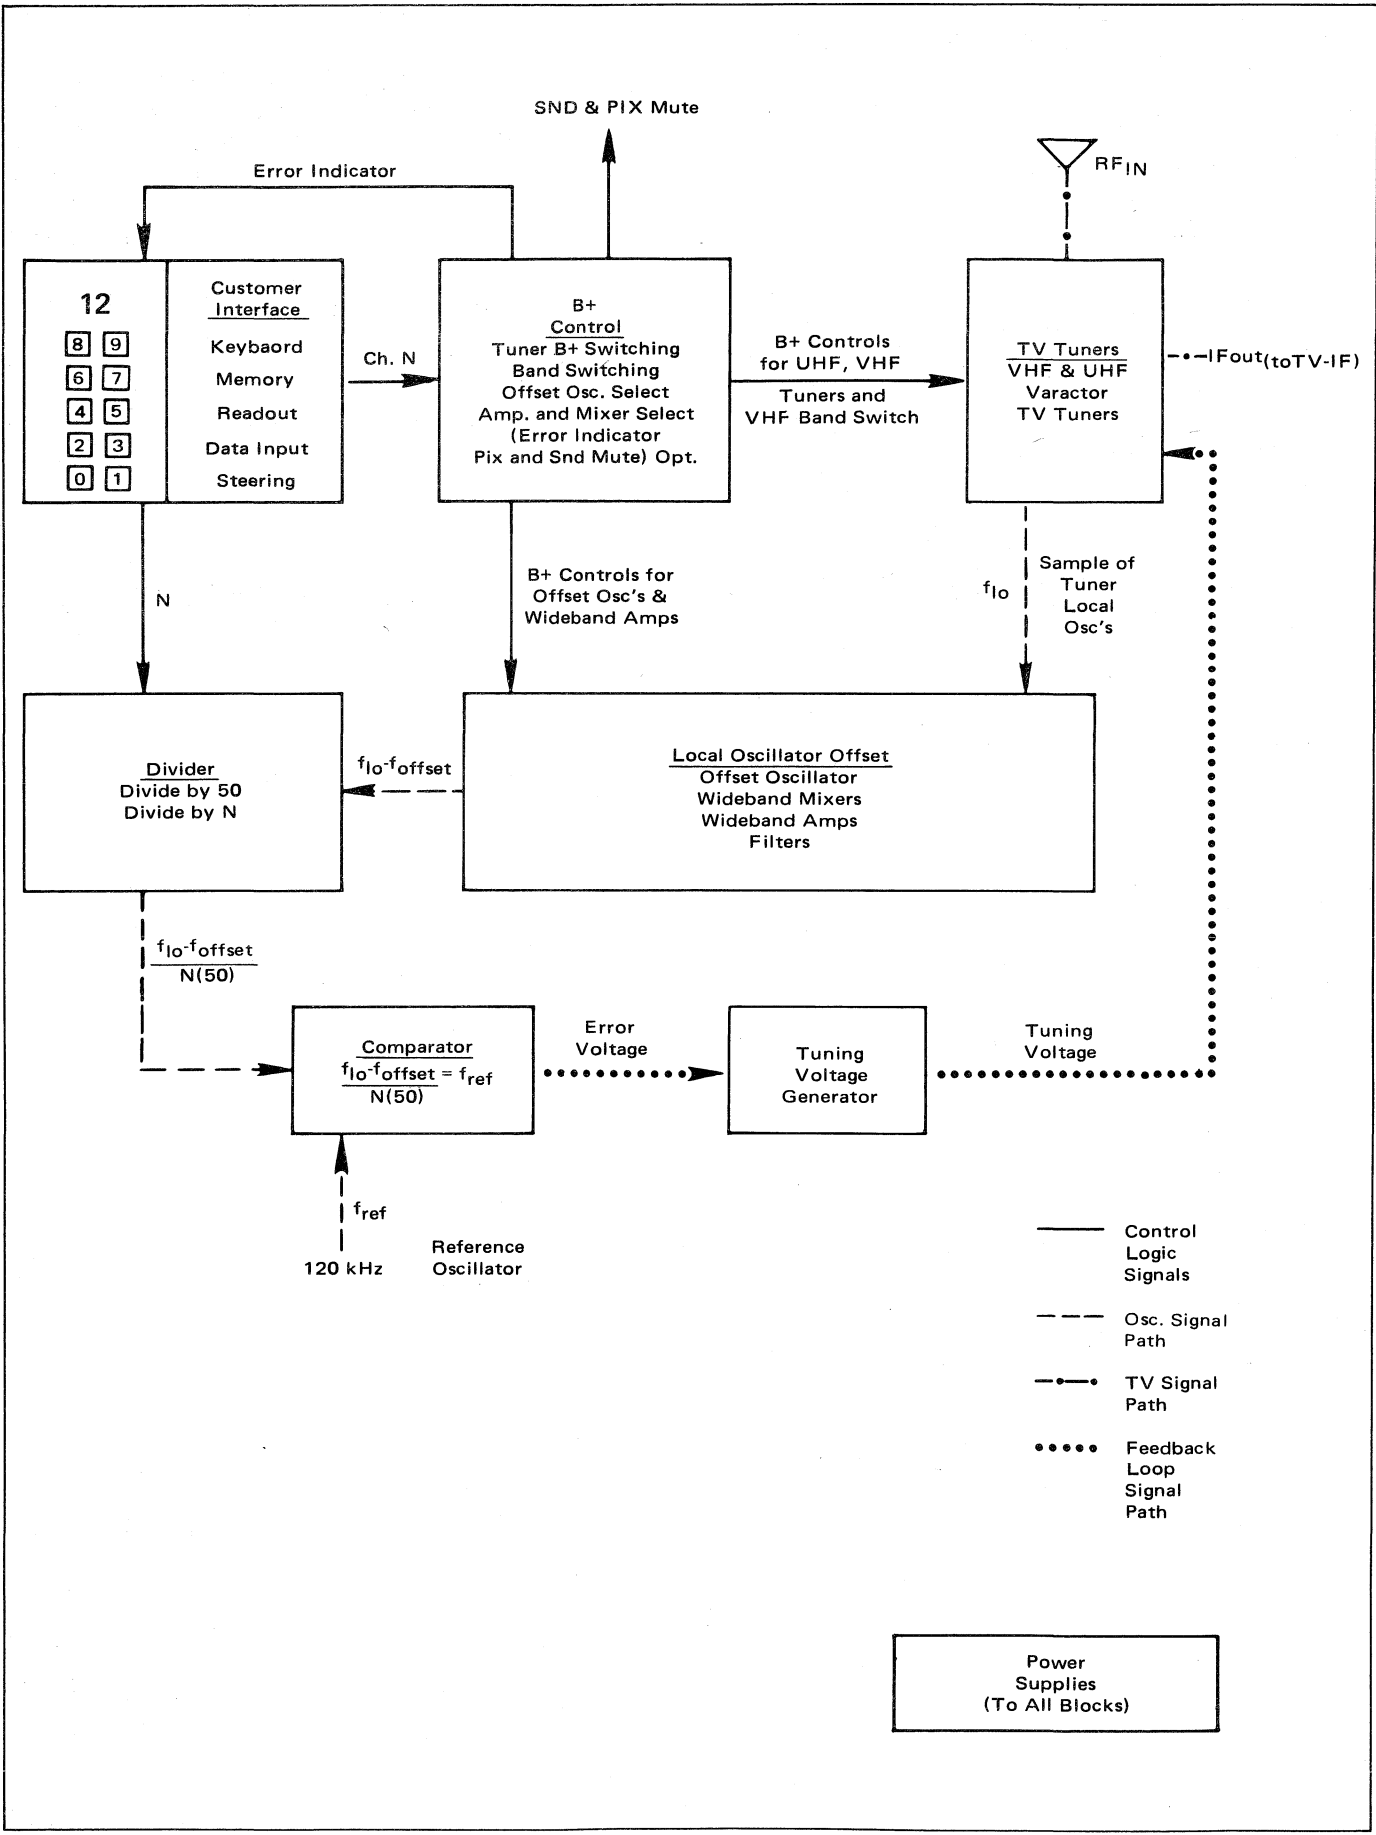 SND & PIX Mute
Error Indicator
RFIN
12
8 9
6 7
4 5
2 3
0 1
Customer
Interface
Keybaord
Memory
Readout
Data Input
Steering
Ch. N
B+
Control
Tuner B+ Switching
Band Switching
Offset Osc. Select
Amp. and Mixer Select
(Error Indicator
Pix and Snd Mute) Opt.
B+ Controls
for UHF, VHF
Tuners and
VHF Band Switch
TV Tuners
VHF & UHF
Varactor
TV Tuners
IFout(toTV-IF)
N
B+ Controls for
Offset Osc's &
Wideband Amps
flo
Sample of
Tuner
Local
Osc's
Divider
Divide by 50
Divide by N
flo-foffset
Local Oscillator Offset
Offset Oscillator
Wideband Mixers
Wideband Amps
Filters
flo-foffset
N(50)
Comparator
flo-foffset = fref
N(50)
Error
Voltage
Tuning
Voltage
Generator
Tuning
Voltage
fref
120 kHz
Reference
Oscillator
Control
Logic
Signals
Osc. Signal
Path
TV Signal
Path
Feedback
Loop
Signal
Path
Power
Supplies
(To All Blocks)